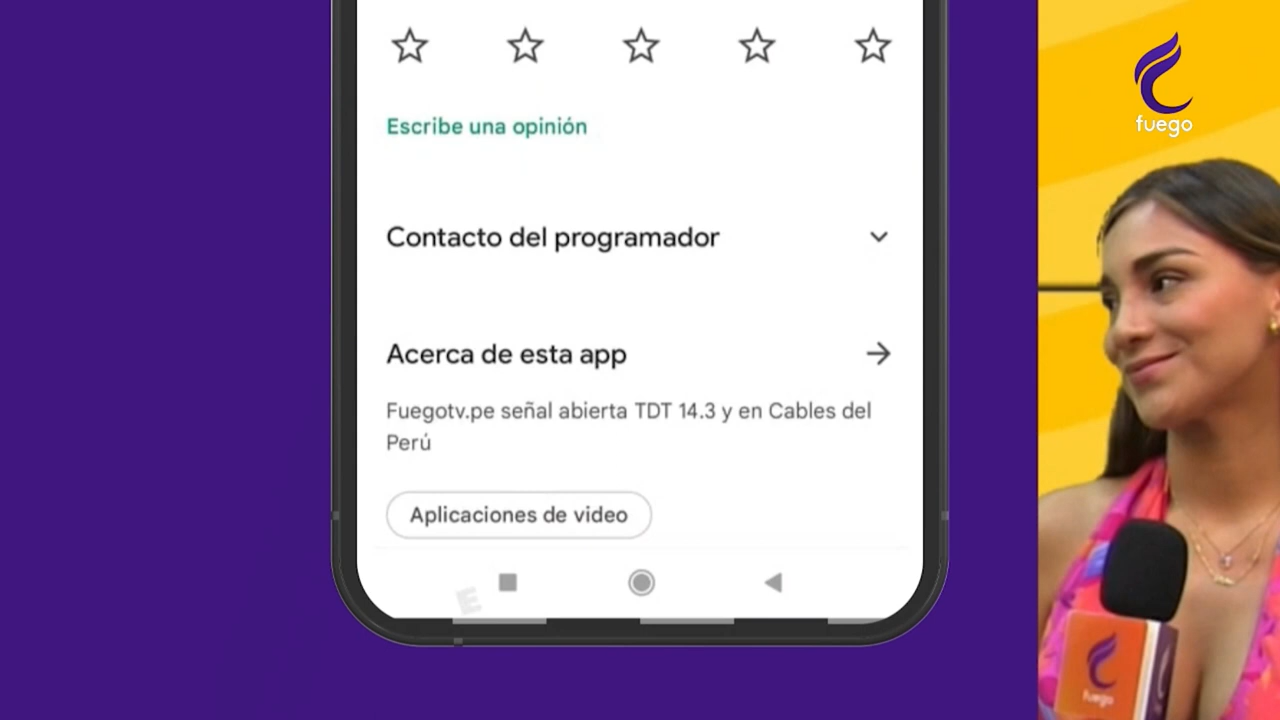 fuego
Escribe una opinión
Contacto del programador
Acerca de esta app
Fuegotv.pe señal abierta TDT 14.3 y en Cables del
Perú
Aplicaciones de video
E
fuego